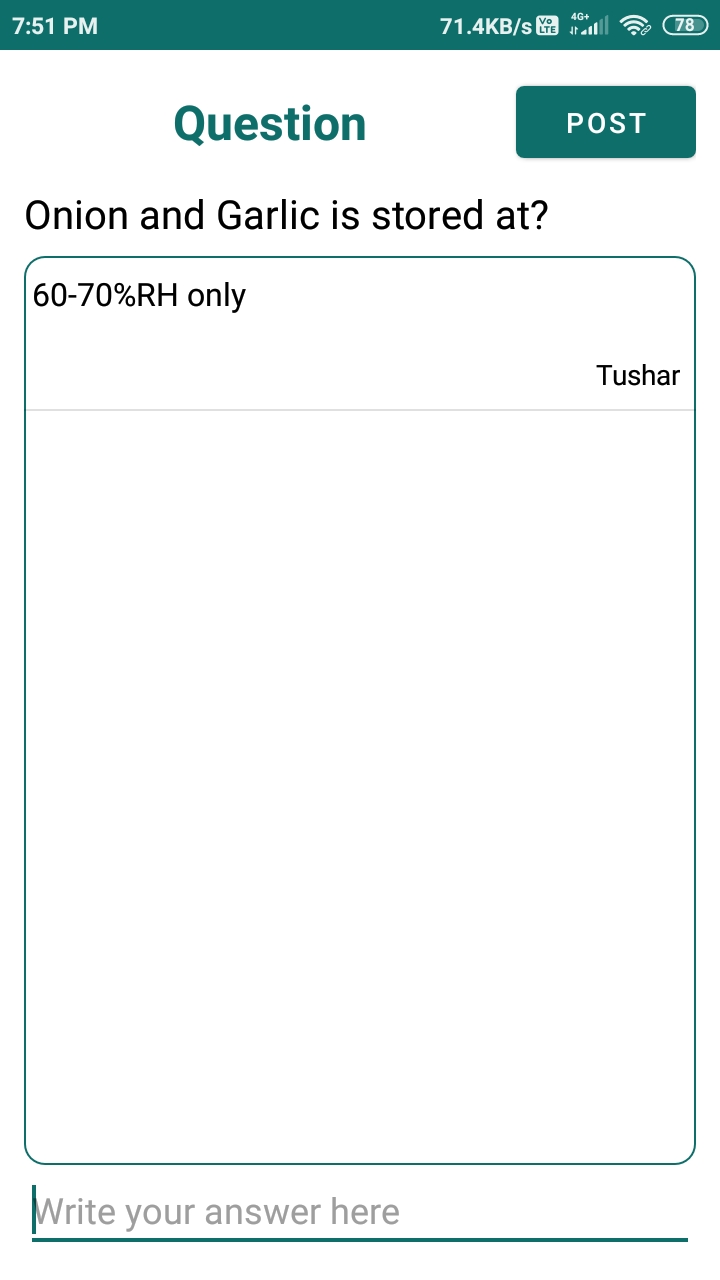 7:51 PM 71.4KB/s Vo LTE 4G+ 78
Question POST
Onion and Garlic is stored at?
60-70%RH only
Tushar
Write your answer here